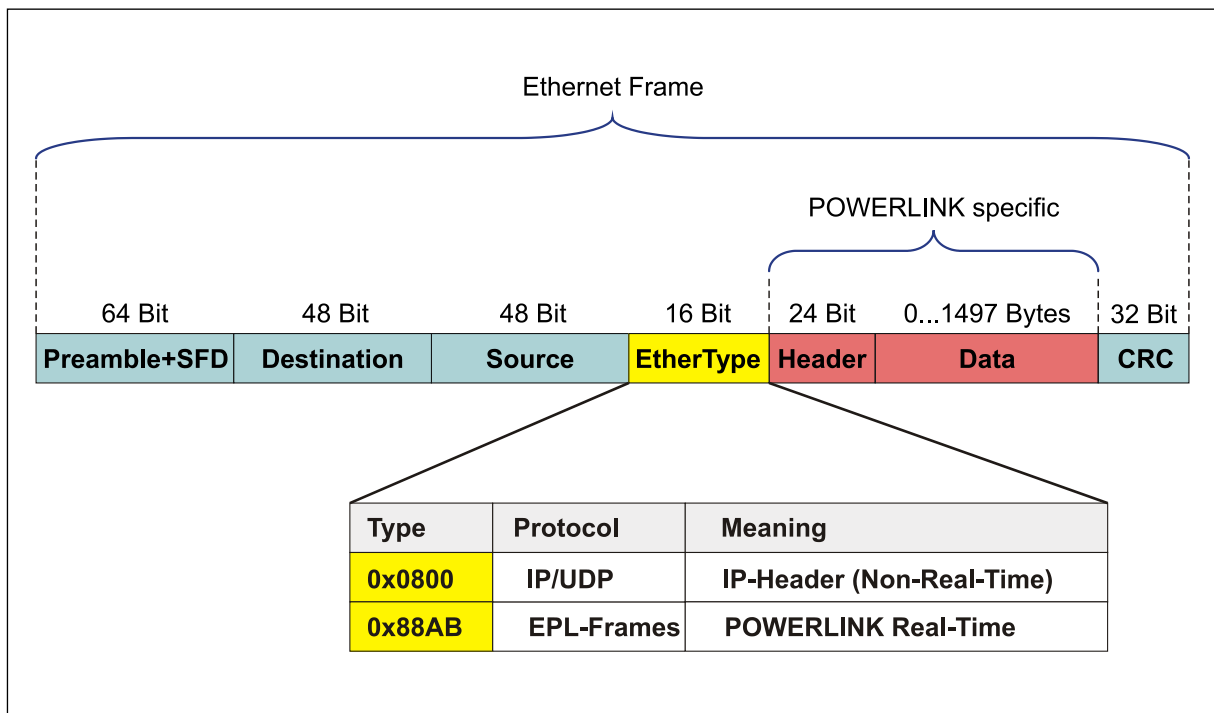 Ethernet Frame
POWERLINK specific
64 Bit 48 Bit 48 Bit 16 Bit 24 Bit 0...1497 Bytes 32 Bit
Preamble+SFD Destination Source EtherType Header Data CRC
Type Protocol Meaning
0x0800 IP/UDP IP-Header (Non-Real-Time)
0x88AB EPL-Frames POWERLINK Real-Time